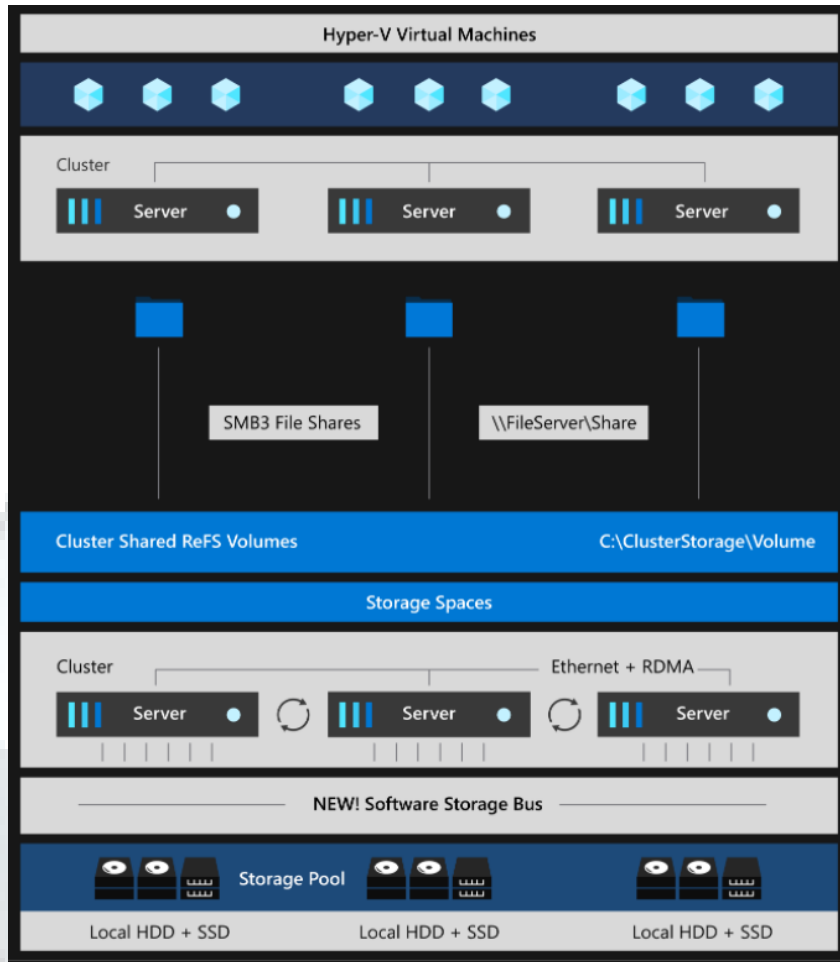 Hyper-V Virtual Machines
Cluster
Server
Server
Server
SMB3 File Shares
\\FileServer\Share
Cluster Shared ReFS Volumes
C:\ClusterStorage\Volume
Storage Spaces
Cluster
Ethernet + RDMA
Server
Server
Server
NEW! Software Storage Bus
Storage Pool
Local HDD + SSD
Local HDD + SSD
Local HDD + SSD